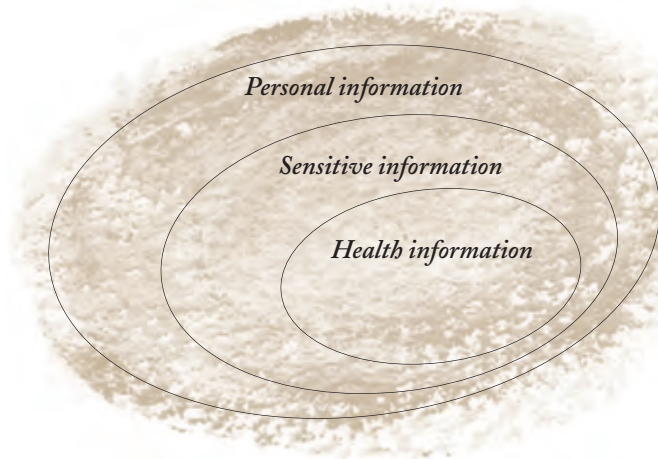 Personal information
Sensitive information
Health information